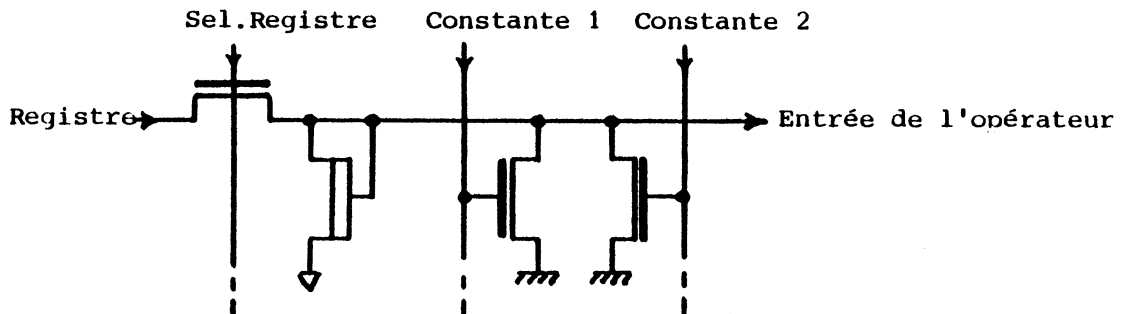 Sel.Registre Constante 1 Constante 2
Registre
Entrée de l'opérateur